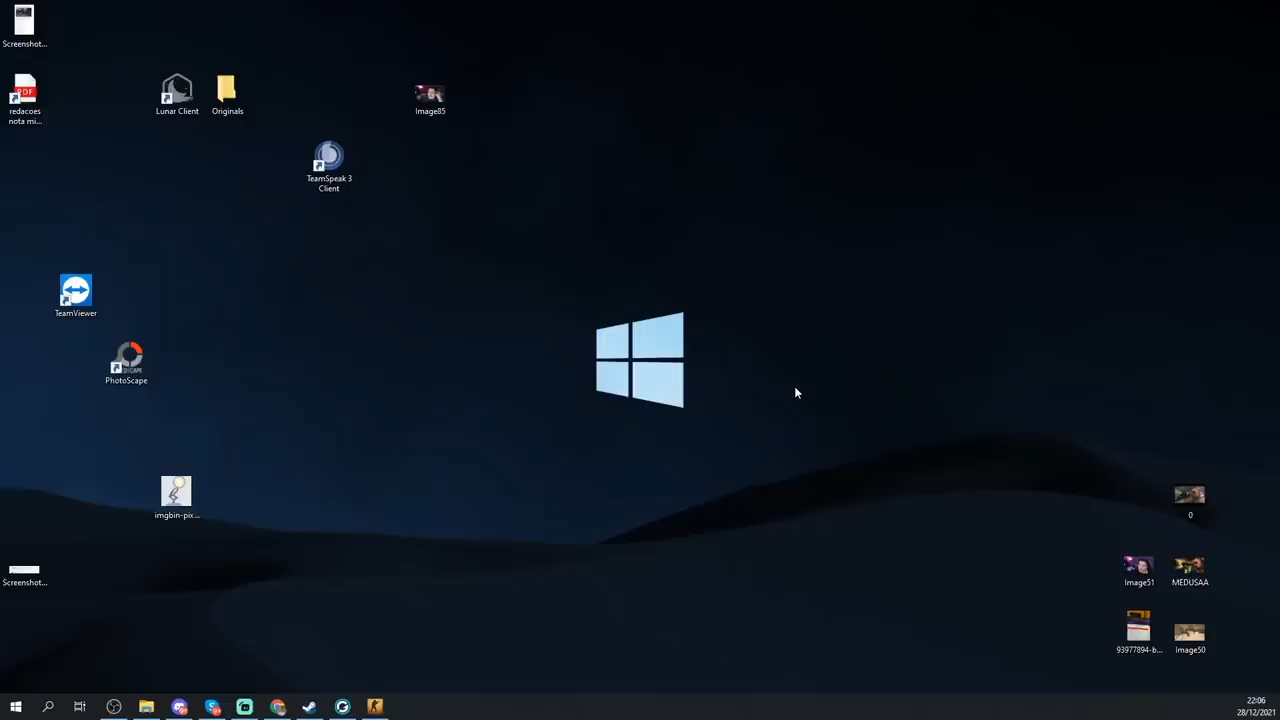 Screenshot...
PDF
redacoes
nota mi...
Lunar Client
Originals
Image85
TeamSpeak 3
Client
TeamViewer
PhotoScape
imgbin-pix...
0
Screenshot...
Image51
MEDUSAA
93977894-b...
Image50
22:06
28/12/2021